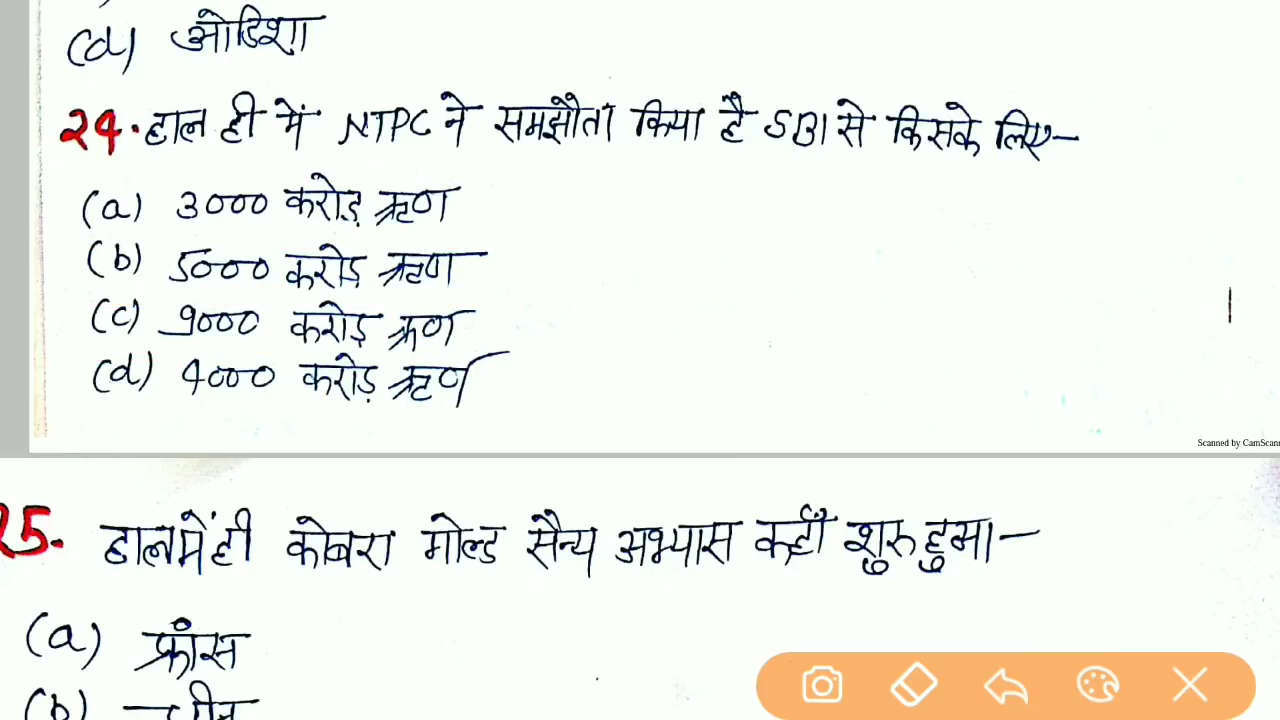 (d) ओडिशा
24. हाल ही में NTPC ने समझौता किया है SBI से किसके लिए-
(a) 3000 करोड़ ऋण
(b) 5000 करोड़ ऋण
(c) 9000 करोड़ ऋण
(d) 4000 करोड़ ऋण
Scanned by CamScann
25. हाल में ही कोबरा गोल्ड सैन्य अभ्यास कहाँ शुरु हुआ-
(a) फ्रांस
(b)